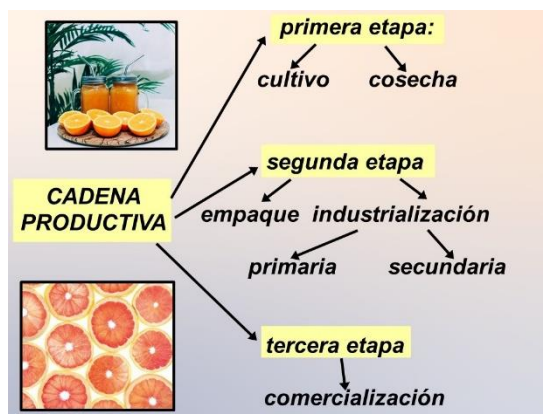 primera etapa:
cultivo cosecha
segunda etapa
CADENA
PRODUCTIVA
empaque industrialización
primaria secundaria
tercera etapa
comercialización